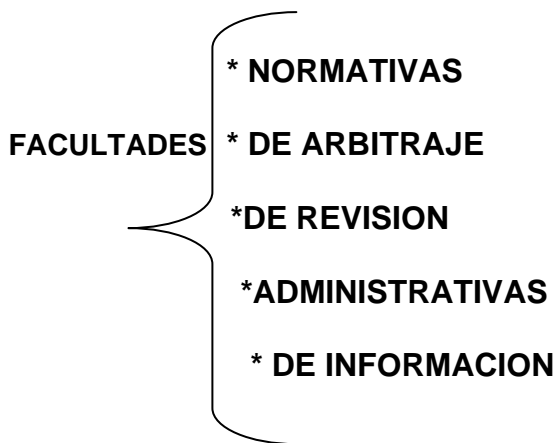 * NORMATIVAS
FACULTADES * DE ARBITRAJE
*DE REVISION
*ADMINISTRATIVAS
* DE INFORMACION